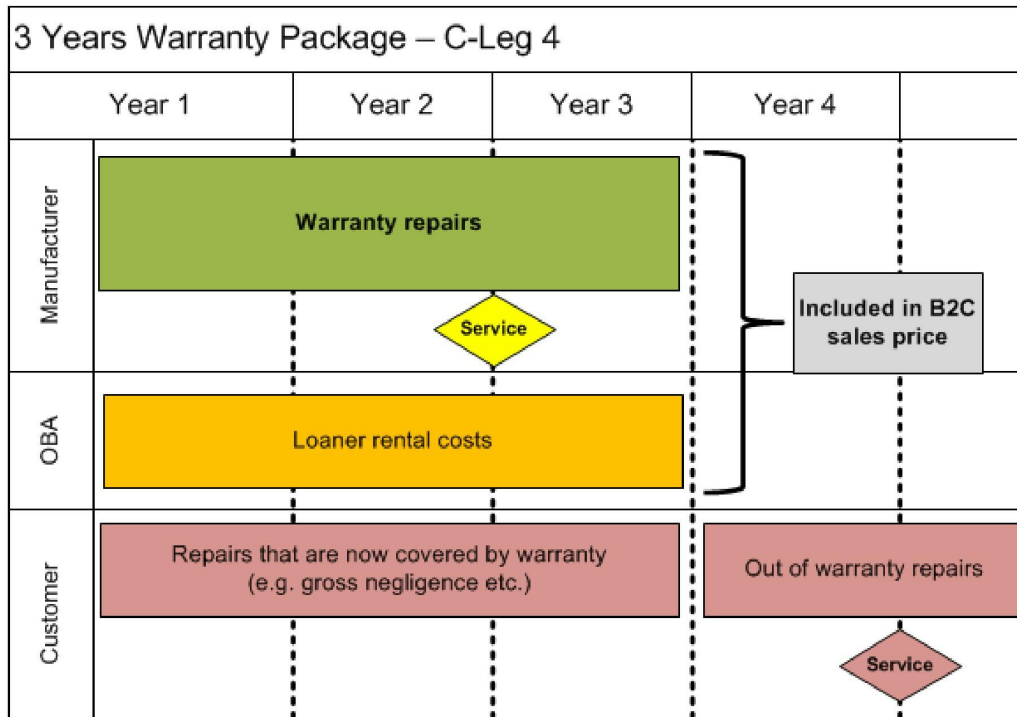 3 Years Warranty Package – C-Leg 4
Year 1
Year 2
Year 3
Year 4
Manufacturer
Warranty repairs
Service
Included in B2C
sales price
OBA
Loaner rental costs
Customer
Repairs that are now covered by warranty
(e.g. gross negligence etc.)
Out of warranty repairs
Service